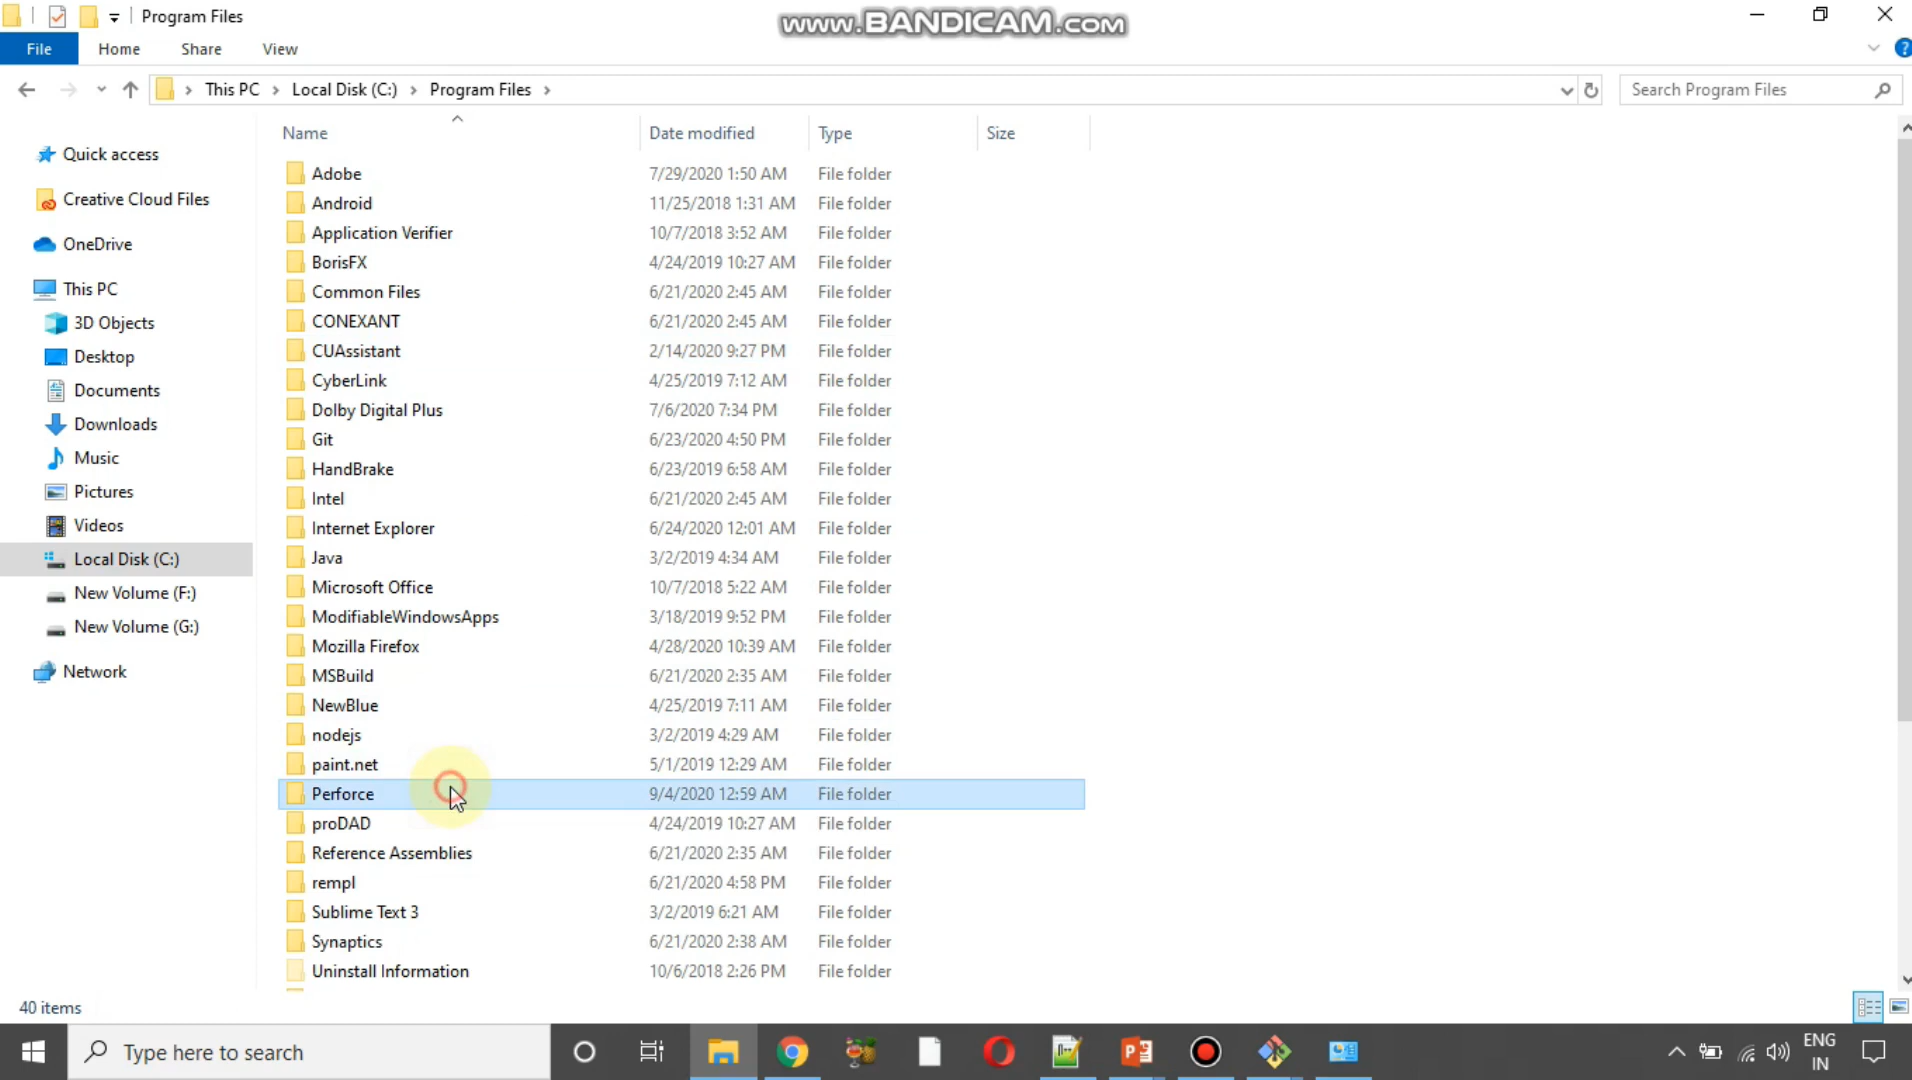 Program Files
www.BANDICAM.com
File Home Share View
This PC Local Disk (C:) Program Files
Search Program Files
Name Date modified Type Size
Quick access
Creative Cloud Files
OneDrive
This PC
3D Objects
Desktop
Documents
Downloads
Music
Pictures
Videos
Local Disk (C:)
New Volume (F:)
New Volume (G:)
Network
Adobe 7/29/2020 1:50 AM File folder
Android 11/25/2018 1:31 AM File folder
Application Verifier 10/7/2018 3:52 AM File folder
BorisFX 4/24/2019 10:27 AM File folder
Common Files 6/21/2020 2:45 AM File folder
CONEXANT 6/21/2020 2:45 AM File folder
CUAssistant 2/14/2020 9:27 PM File folder
CyberLink 4/25/2019 7:12 AM File folder
Dolby Digital Plus 7/6/2020 7:34 PM File folder
Git 6/23/2020 4:50 PM File folder
HandBrake 6/23/2019 6:58 AM File folder
Intel 6/21/2020 2:45 AM File folder
Internet Explorer 6/24/2020 12:01 AM File folder
Java 3/2/2019 4:34 AM File folder
Microsoft Office 10/7/2018 5:22 AM File folder
ModifiableWindowsApps 3/18/2019 9:52 PM File folder
Mozilla Firefox 4/28/2020 10:39 AM File folder
MSBuild 6/21/2020 2:35 AM File folder
NewBlue 4/25/2019 7:11 AM File folder
nodejs 3/2/2019 4:29 AM File folder
paint.net 5/1/2019 12:29 AM File folder
Perforce 9/4/2020 12:59 AM File folder
proDAD 4/24/2019 10:27 AM File folder
Reference Assemblies 6/21/2020 2:35 AM File folder
rempl 6/21/2020 4:58 PM File folder
Sublime Text 3 3/2/2019 6:21 AM File folder
Synaptics 6/21/2020 2:38 AM File folder
Uninstall Information 10/6/2018 2:26 PM File folder
40 items
Type here to search
ENG
IN